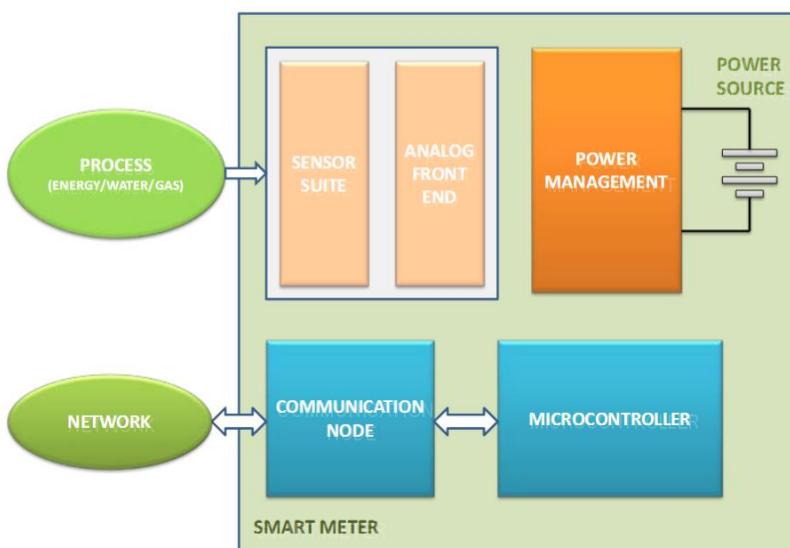 POWER
SOURCE
PROCESS
(ENERGY/WATER/GAS)
SENSOR
SUITE
ANALOG
FRONT
END
POWER
MANAGEMENT
NETWORK
COMMUNICATION
NODE
MICROCONTROLLER
SMART METER